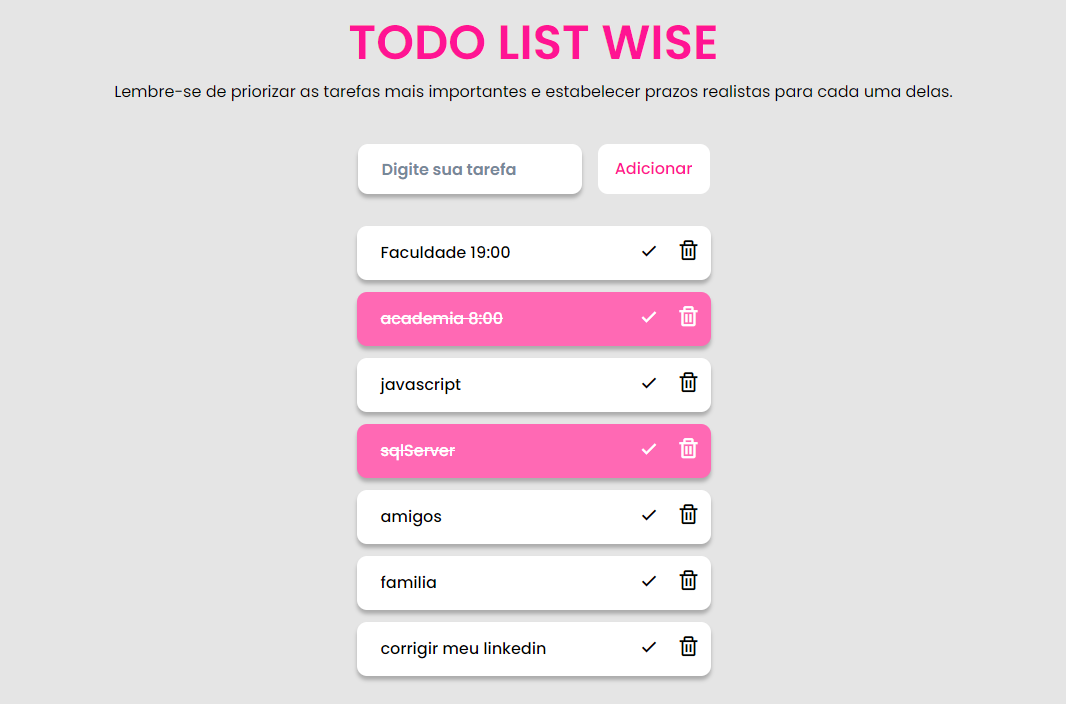 TODO LIST WISE
Lembre-se de priorizar as tarefas mais importantes e estabelecer prazos realistas para cada uma delas.
Digite sua tarefa
Adicionar
Faculdade 19:00
academia 8:00
javascript
sqlServer
amigos
familia
corrigir meu linkedin